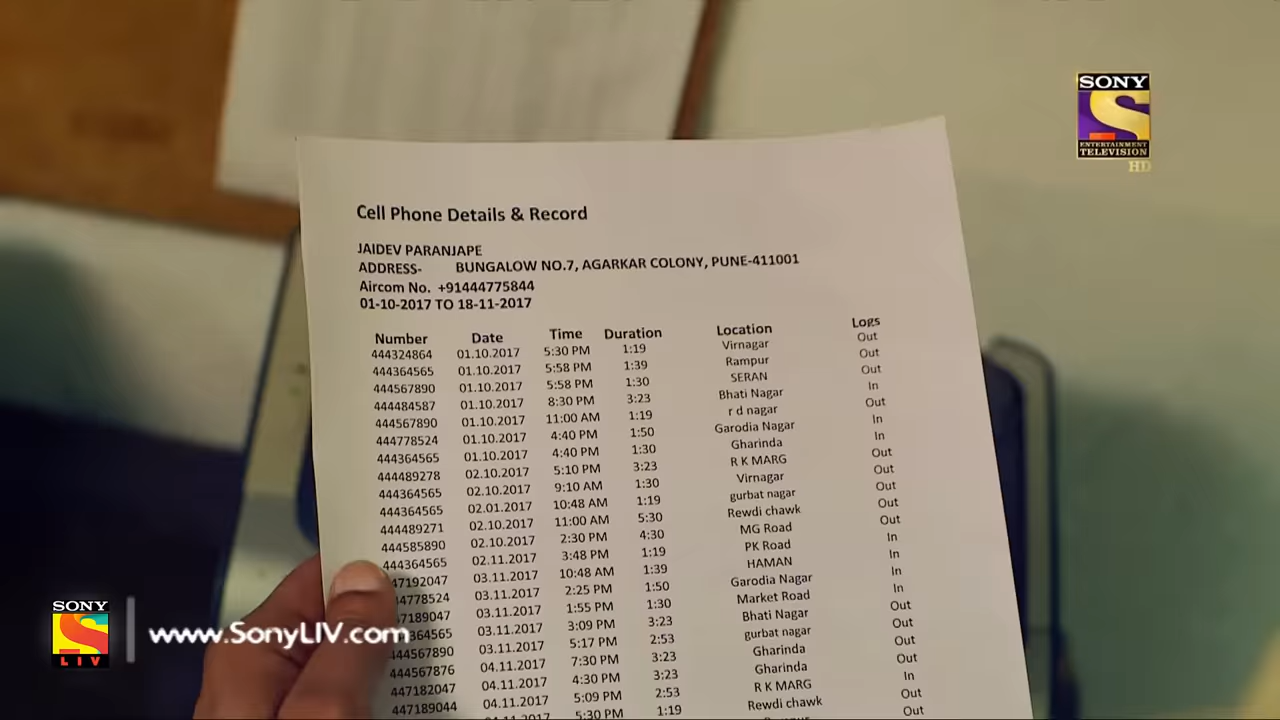 SONY
ENTERTAINMENT
TELEVISION
HD
Cell Phone Details & Record
JAIDEV PARANJAPE
ADDRESS- BUNGALOW NO.7, AGARKAR COLONY, PUNE-411001
Aircom No. +91444775844
01-10-2017 TO 18-11-2017
Number Date Time Duration Location Logs
444324864 01.10.2017 5:30 PM 1:19 Virnagar Out
444364565 01.10.2017 5:58 PM 1:39 Rampur Out
444567890 01.10.2017 5:58 PM 1:30 SERAN Out
444484587 01.10.2017 8:30 PM 3:23 Bhati Nagar In
444567890 01.10.2017 11:00 AM 1:19 r d nagar Out
444778524 01.10.2017 4:40 PM 1:50 Garodia Nagar In
444364565 01.10.2017 4:40 PM 1:30 Gharinda In
444489278 02.10.2017 5:10 PM 3:23 R K MARG Out
444364565 02.10.2017 9:10 AM 1:30 Virnagar Out
444364565 02.01.2017 10:48 AM 1:19 gurbat nagar Out
444489271 02.10.2017 11:00 AM 5:30 Rewdi chawk Out
444585890 02.10.2017 2:30 PM 4:30 MG Road Out
444364565 02.11.2017 3:48 PM 1:19 PK Road In
47192047 03.11.2017 10:48 AM 1:39 HAMAN In
4778524 03.11.2017 2:25 PM 1:50 Garodia Nagar In
7189047 03.11.2017 1:55 PM 1:30 Market Road In
364565 03.11.2017 3:09 PM 3:23 Bhati Nagar Out
444567890 03.11.2017 5:17 PM 2:53 gurbat nagar Out
444567876 04.11.2017 7:30 PM 3:23 Gharinda Out
447182047 04.11.2017 4:30 PM 3:23 Gharinda Out
447189044 04.11.2017 5:09 PM 2:53 R K MARG In
04.11.2017 5:30 PM 1:19 Rewdi chawk Out
Out
SONY
LIV
www.SonyLIV.com